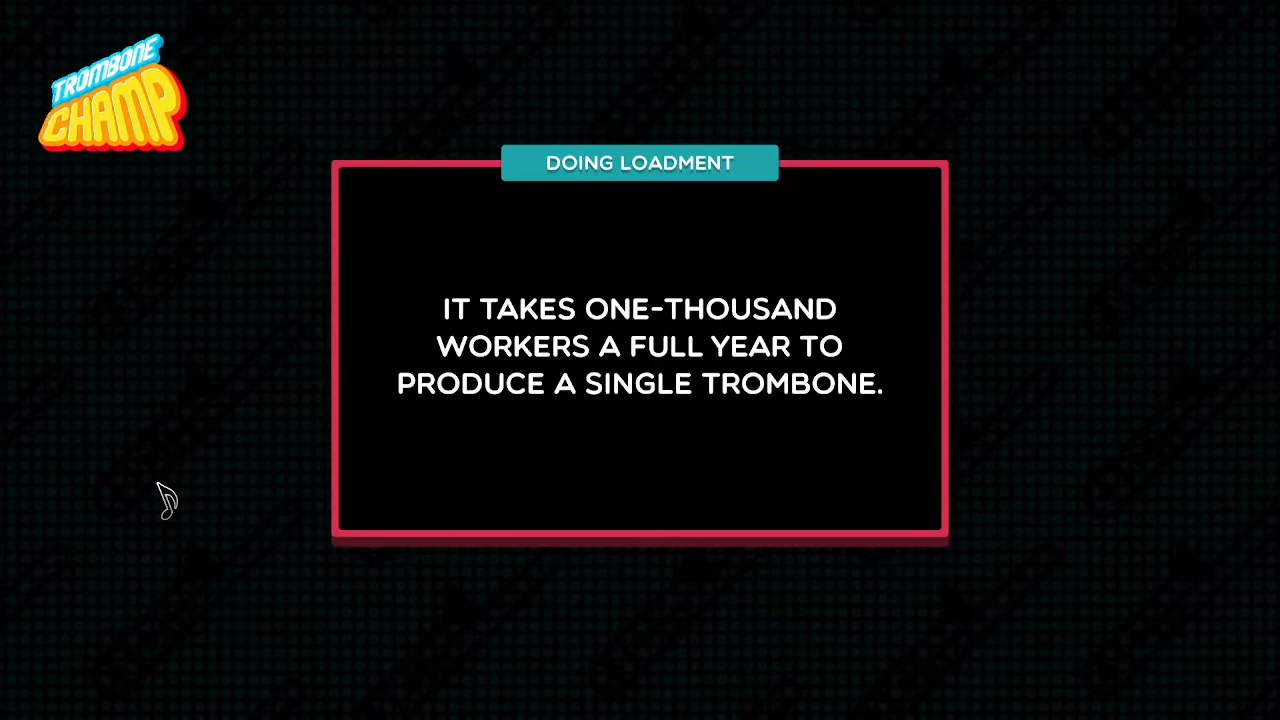 TROMBONE
CHAMP
DOING LOADMENT
IT TAKES ONE-THOUSAND
WORKERS A FULL YEAR TO
PRODUCE A SINGLE TROMBONE.